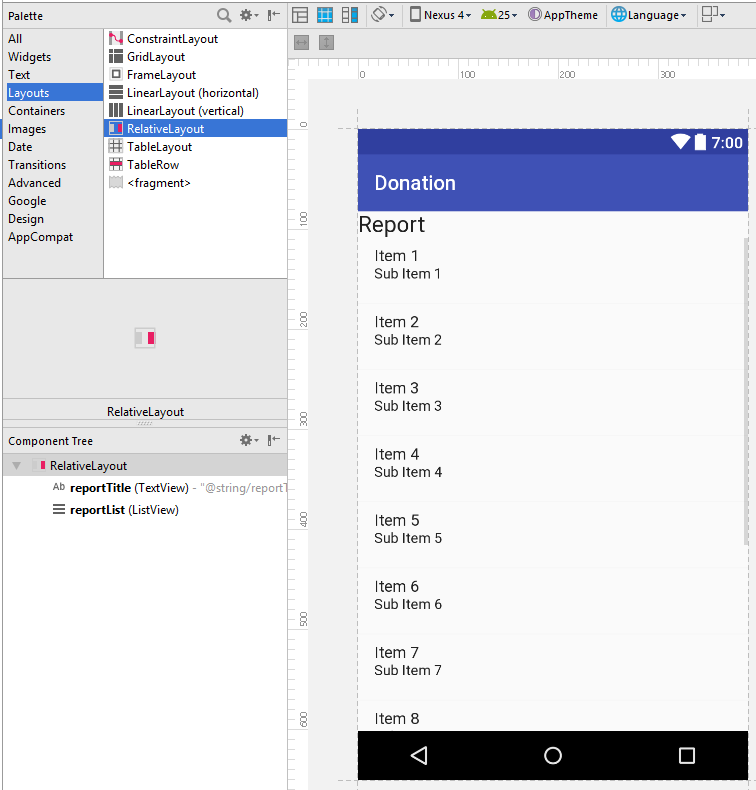 Palette
Nexus 4
25
AppTheme
Language
All
Widgets
Text
Layouts
Containers
Images
Date
Transitions
Advanced
Google
Design
AppCompat
ConstraintLayout
GridLayout
FrameLayout
LinearLayout (horizontal)
LinearLayout (vertical)
RelativeLayout
TableLayout
TableRow
<fragment>
RelativeLayout
Component Tree
RelativeLayout
Ab reportTitle (TextView) - "@string/report
reportList (ListView)
0 100 200 300
0
100
200
300
400
500
600
7:00
Donation
Report
Item 1
Sub Item 1
Item 2
Sub Item 2
Item 3
Sub Item 3
Item 4
Sub Item 4
Item 5
Sub Item 5
Item 6
Sub Item 6
Item 7
Sub Item 7
Item 8